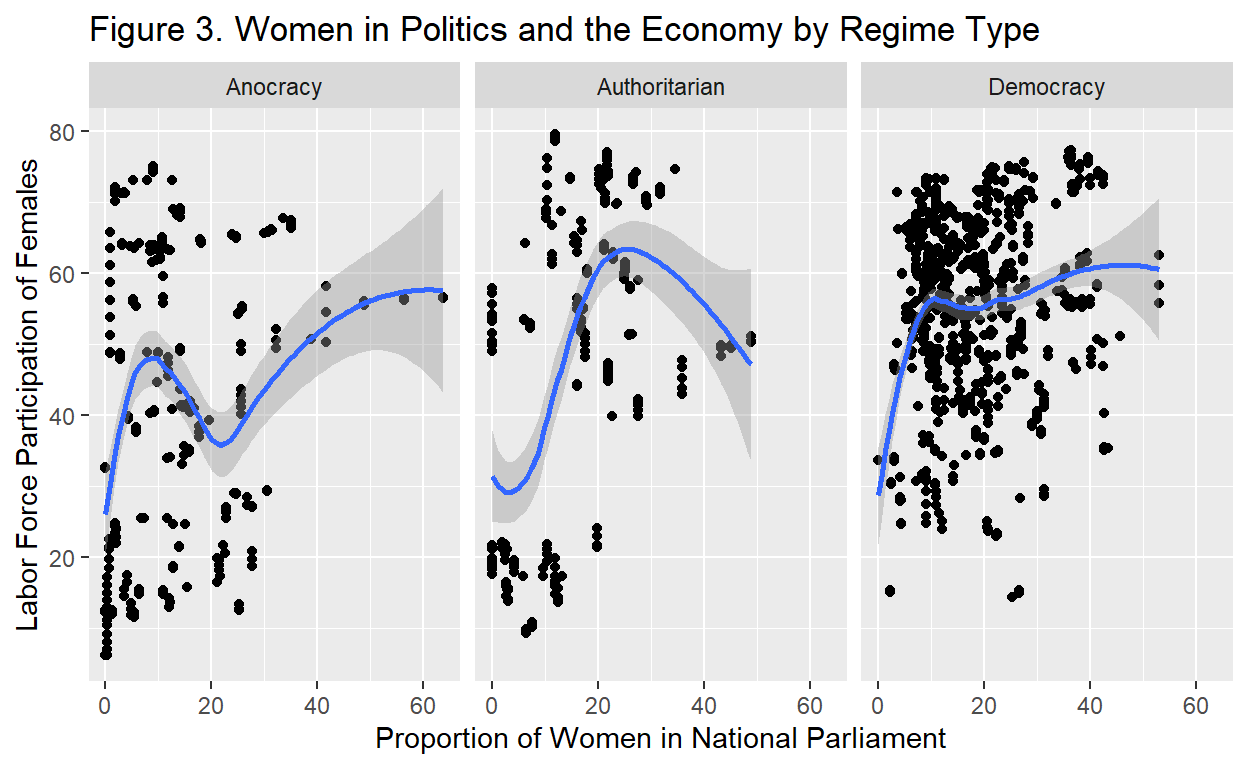 Figure 3. Women in Politics and the Economy by Regime Type
Anocracy
Authoritarian
Democracy
Labor Force Participation of Females
80
60
40
20
0 20 40 60
0 20 40 60
0 20 40 60
Proportion of Women in National Parliament